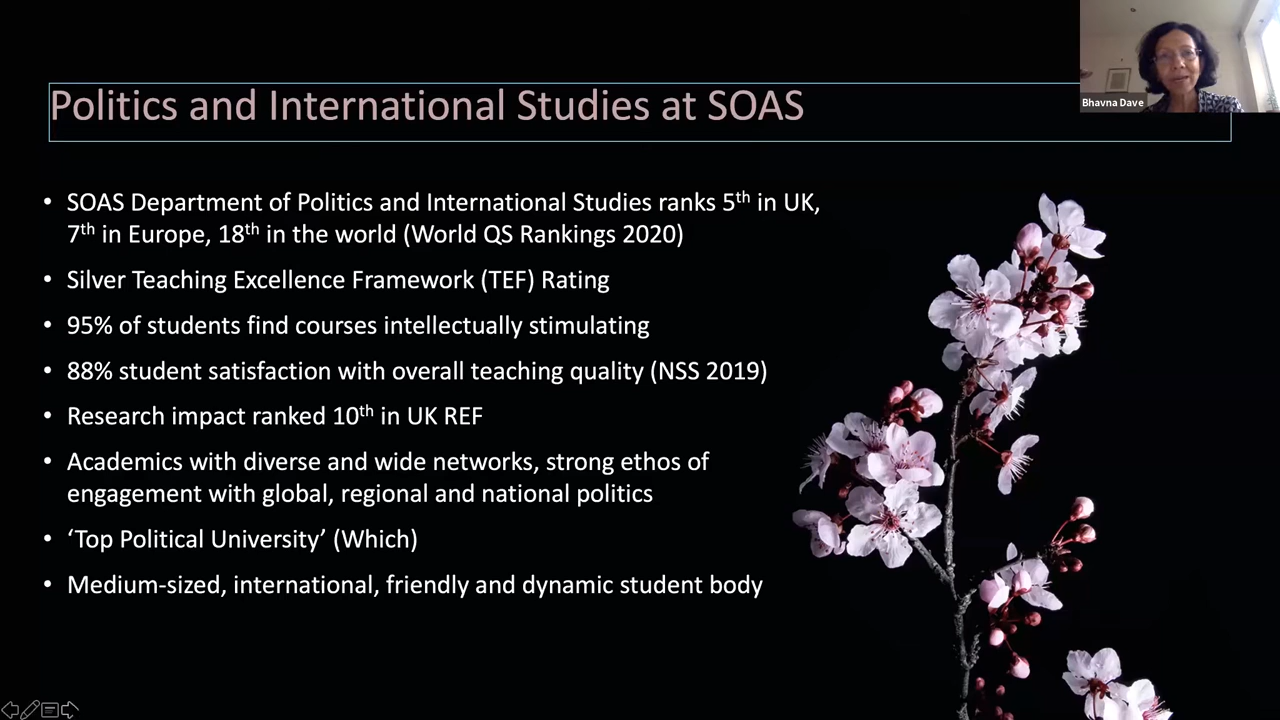 Politics and International Studies at SOAS
Bhavna Dave
• SOAS Department of Politics and International Studies ranks 5th in UK,
7th in Europe, 18th in the world (World QS Rankings 2020)
• Silver Teaching Excellence Framework (TEF) Rating
• 95% of students find courses intellectually stimulating
• 88% student satisfaction with overall teaching quality (NSS 2019)
• Research impact ranked 10th in UK REF
• Academics with diverse and wide networks, strong ethos of
engagement with global, regional and national politics
• ‘Top Political University’ (Which)
• Medium-sized, international, friendly and dynamic student body